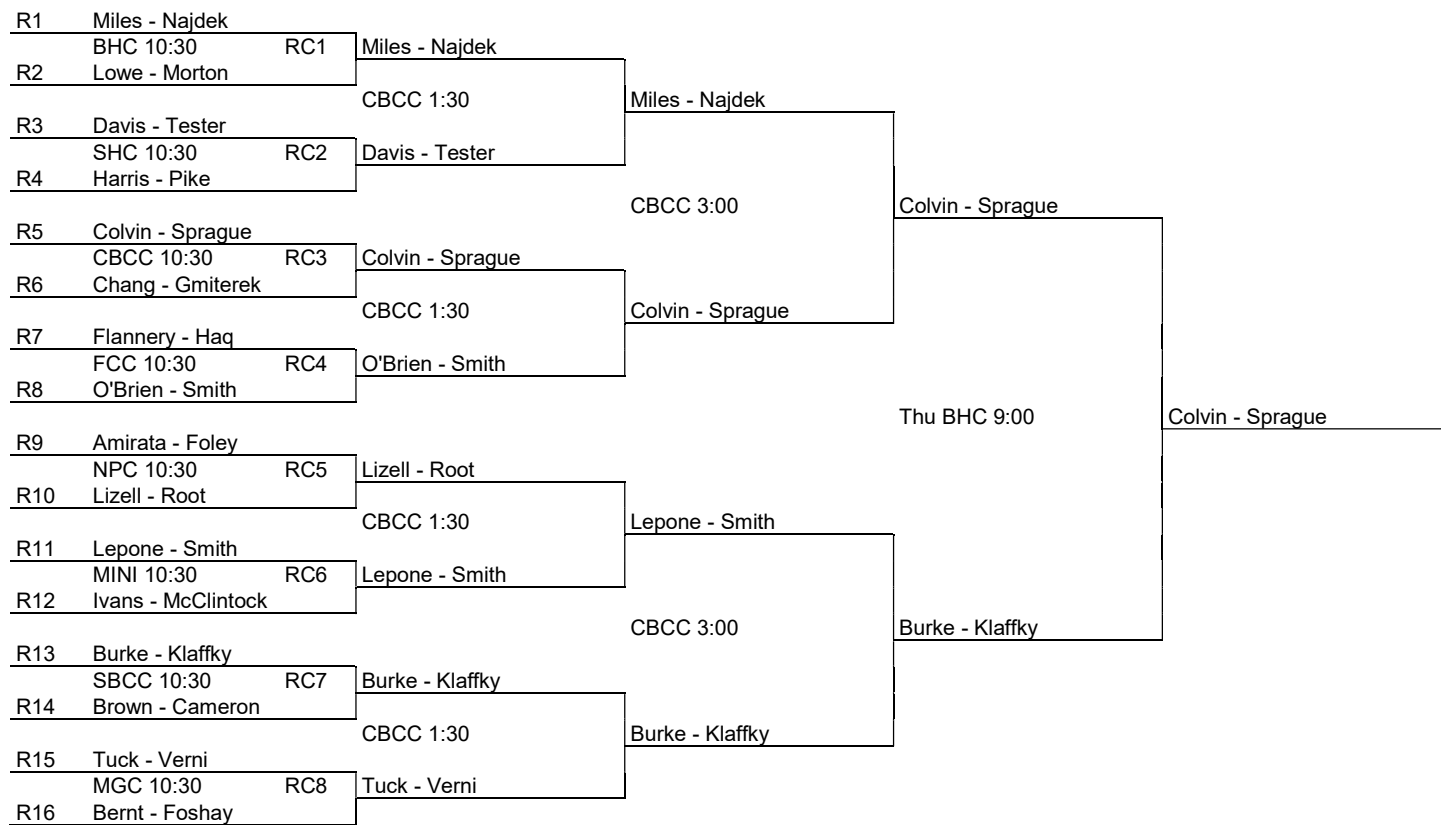 R1 Miles - Najdek
BHC 10:30 RC1 Miles - Najdek
R2 Lowe - Morton
CBCC 1:30 Miles - Najdek
R3 Davis - Tester
SHC 10:30 RC2 Davis - Tester
R4 Harris - Pike
CBCC 3:00 Colvin - Sprague
R5 Colvin - Sprague
CBCC 10:30 RC3 Colvin - Sprague
R6 Chang - Gmiterek
CBCC 1:30 Colvin - Sprague
R7 Flannery - Haq
FCC 10:30 RC4 O'Brien - Smith
R8 O'Brien - Smith
Thu BHC 9:00 Colvin - Sprague
R9 Amirata - Foley
NPC 10:30 RC5 Lizell - Root
R10 Lizell - Root
CBCC 1:30 Lepone - Smith
R11 Lepone - Smith
MINI 10:30 RC6 Lepone - Smith
R12 Ivans - McClintock
CBCC 3:00 Burke - Klaffky
R13 Burke - Klaffky
SBCC 10:30 RC7 Burke - Klaffky
R14 Brown - Cameron
CBCC 1:30 Burke - Klaffky
R15 Tuck - Verni
MGC 10:30 RC8 Tuck - Verni
R16 Bernt - Foshay